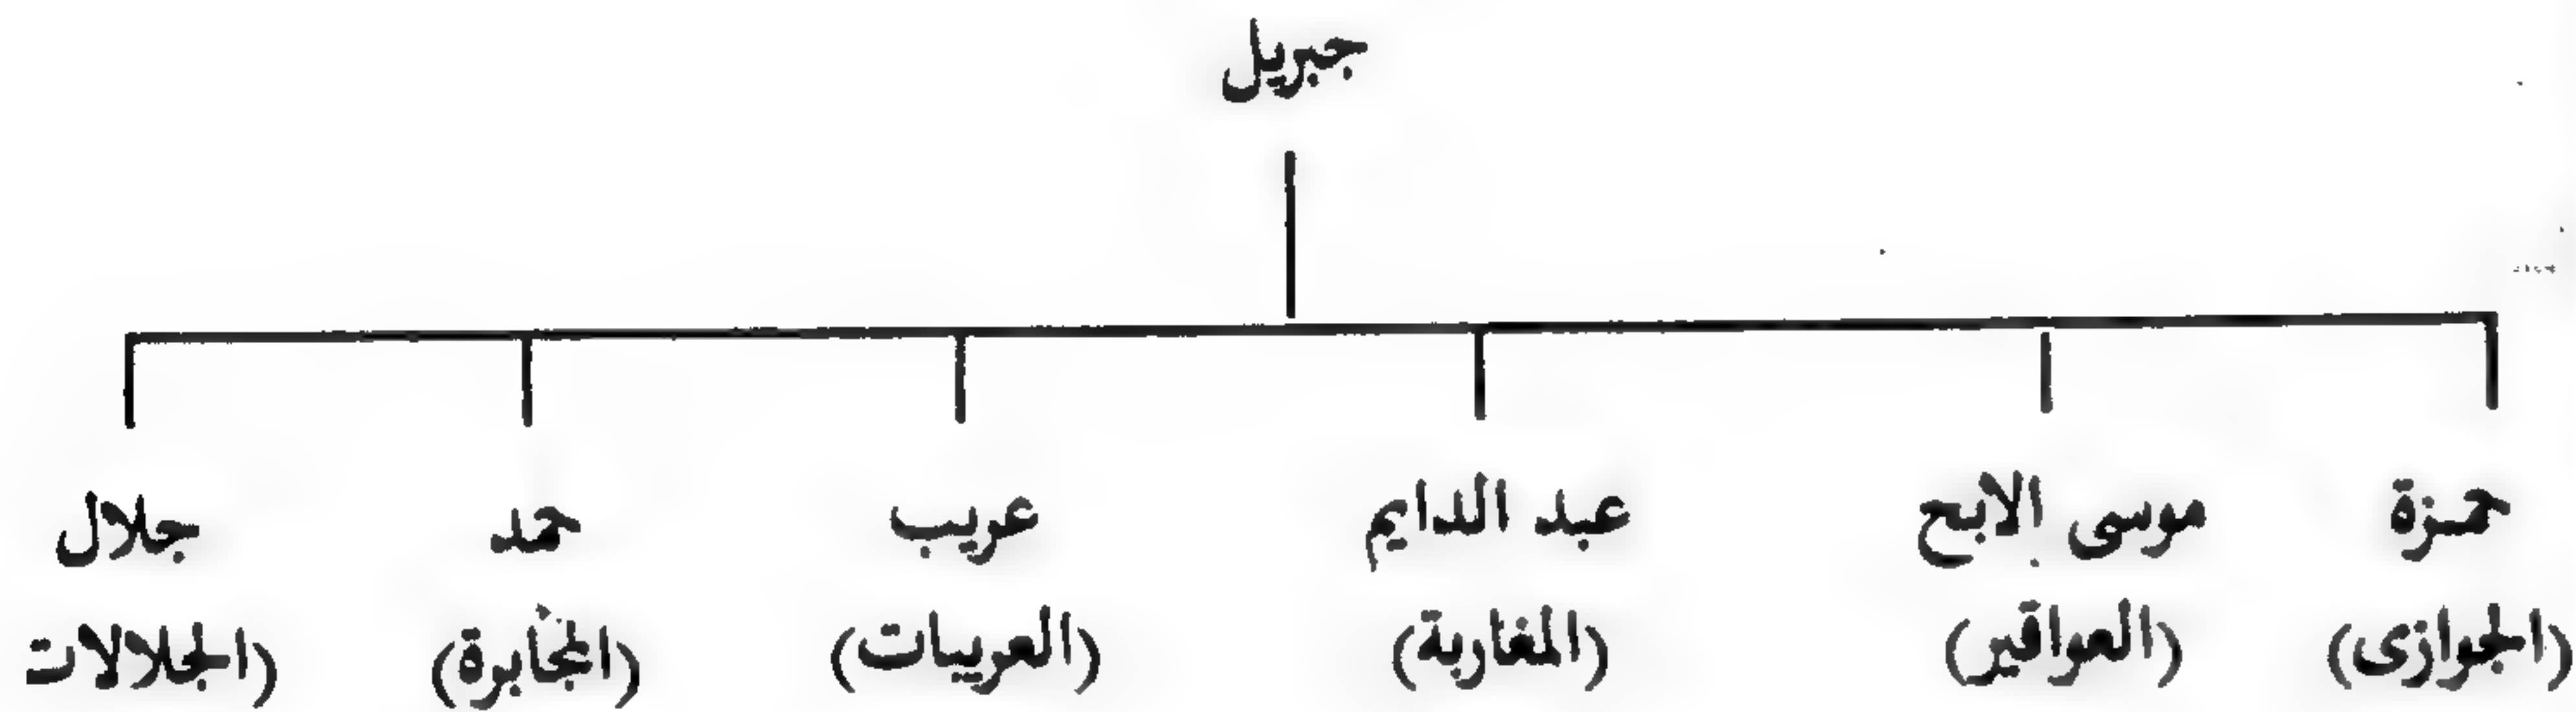 جبريل
حمزة موسى الابح عبد الدايم عريب حمد جلال
(الجوازى) (العواقير) (المغاربة) (العريبات) (المجابرة) (الجلالات